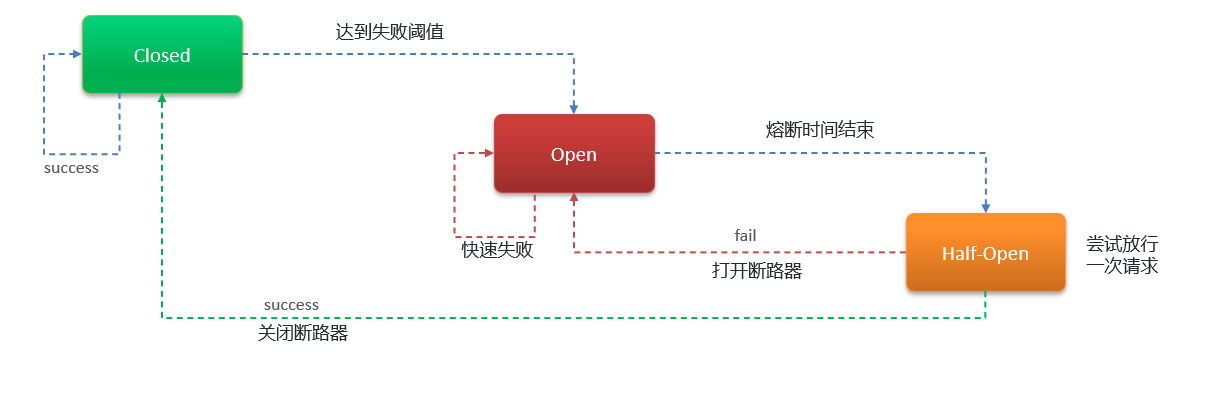 达到失败阈值
Closed
success
熔断时间结束
Open
快速失败
fail
打开断路器
Half-Open
尝试放行
一次请求
success
关闭断路器